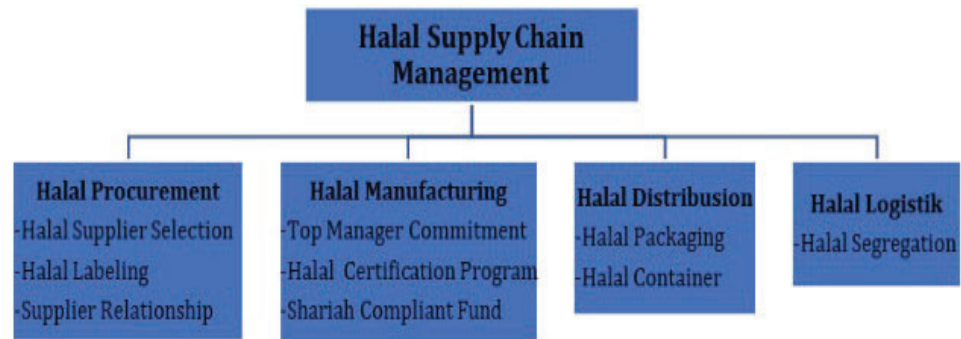 Halal Supply Chain
Management
Halal Procurement
-Halal Supplier Selection
-Halal Labeling
-Supplier Relationship
Halal Manufacturing
-Top Manager Commitment
-Halal Certification Program
-Shariah Compliant Fund
Halal Distribusion
-Halal Packaging
-Halal Container
Halal Logistik
-Halal Segregation